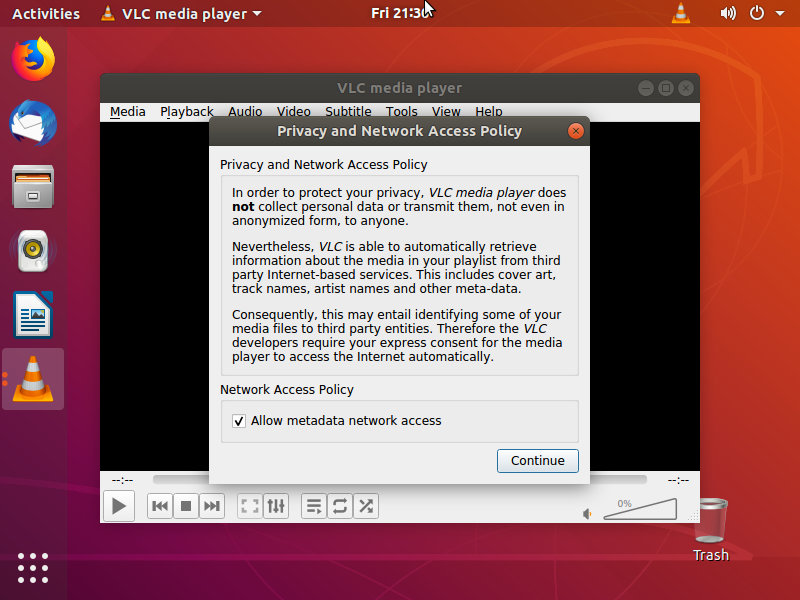 Activities VLC media player Fri 21:30
VLC media player
Media Playback Audio Video Subtitle Tools View Help
Privacy and Network Access Policy
Privacy and Network Access Policy
In order to protect your privacy, VLC media player does
not collect personal data or transmit them, not even in
anonymized form, to anyone.
Nevertheless, VLC is able to automatically retrieve
information about the media in your playlist from third
party Internet-based services. This includes cover art,
track names, artist names and other meta-data.
Consequently, this may entail identifying some of your
media files to third party entities. Therefore the VLC
developers require your express consent for the media
player to access the Internet automatically.
Network Access Policy
Allow metadata network access
Continue
--:-- --:--
0%
Trash